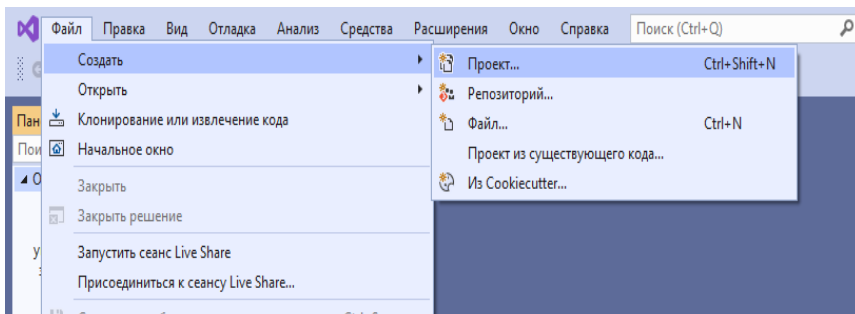 Файл Правка Вид Отладка Анализ Средства Расширения Окно Справка Поиск (Ctrl+Q)
Создать
Проект... Ctrl+Shift+N
Открыть
Репозиторий...
Пан
Клонирование или извлечение кода
Файл... Ctrl+N
Пои
Начальное окно
Проект из существующего кода...
Закрыть
Из Cookiecutter...
Закрыть решение
Запустить сеанс Live Share
Присоединиться к сеансу Live Share...